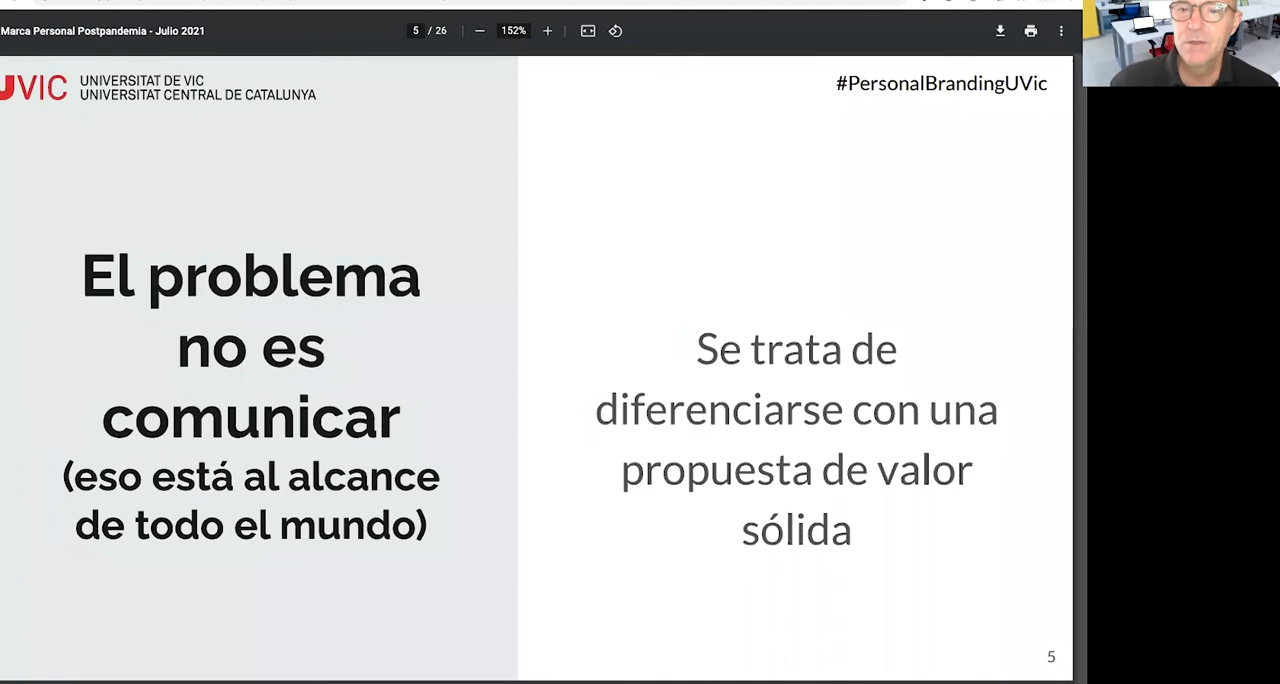 Marca Personal Postpandemia - Julio 2021
5 / 26
152%
UVIC
UNIVERSITAT DE VIC
UNIVERSITAT CENTRAL DE CATALUNYA
#PersonalBrandingUVic
El problema
no es
comunicar
(eso está al alcance
de todo el mundo)
Se trata de
diferenciarse con una
propuesta de valor
sólida
5